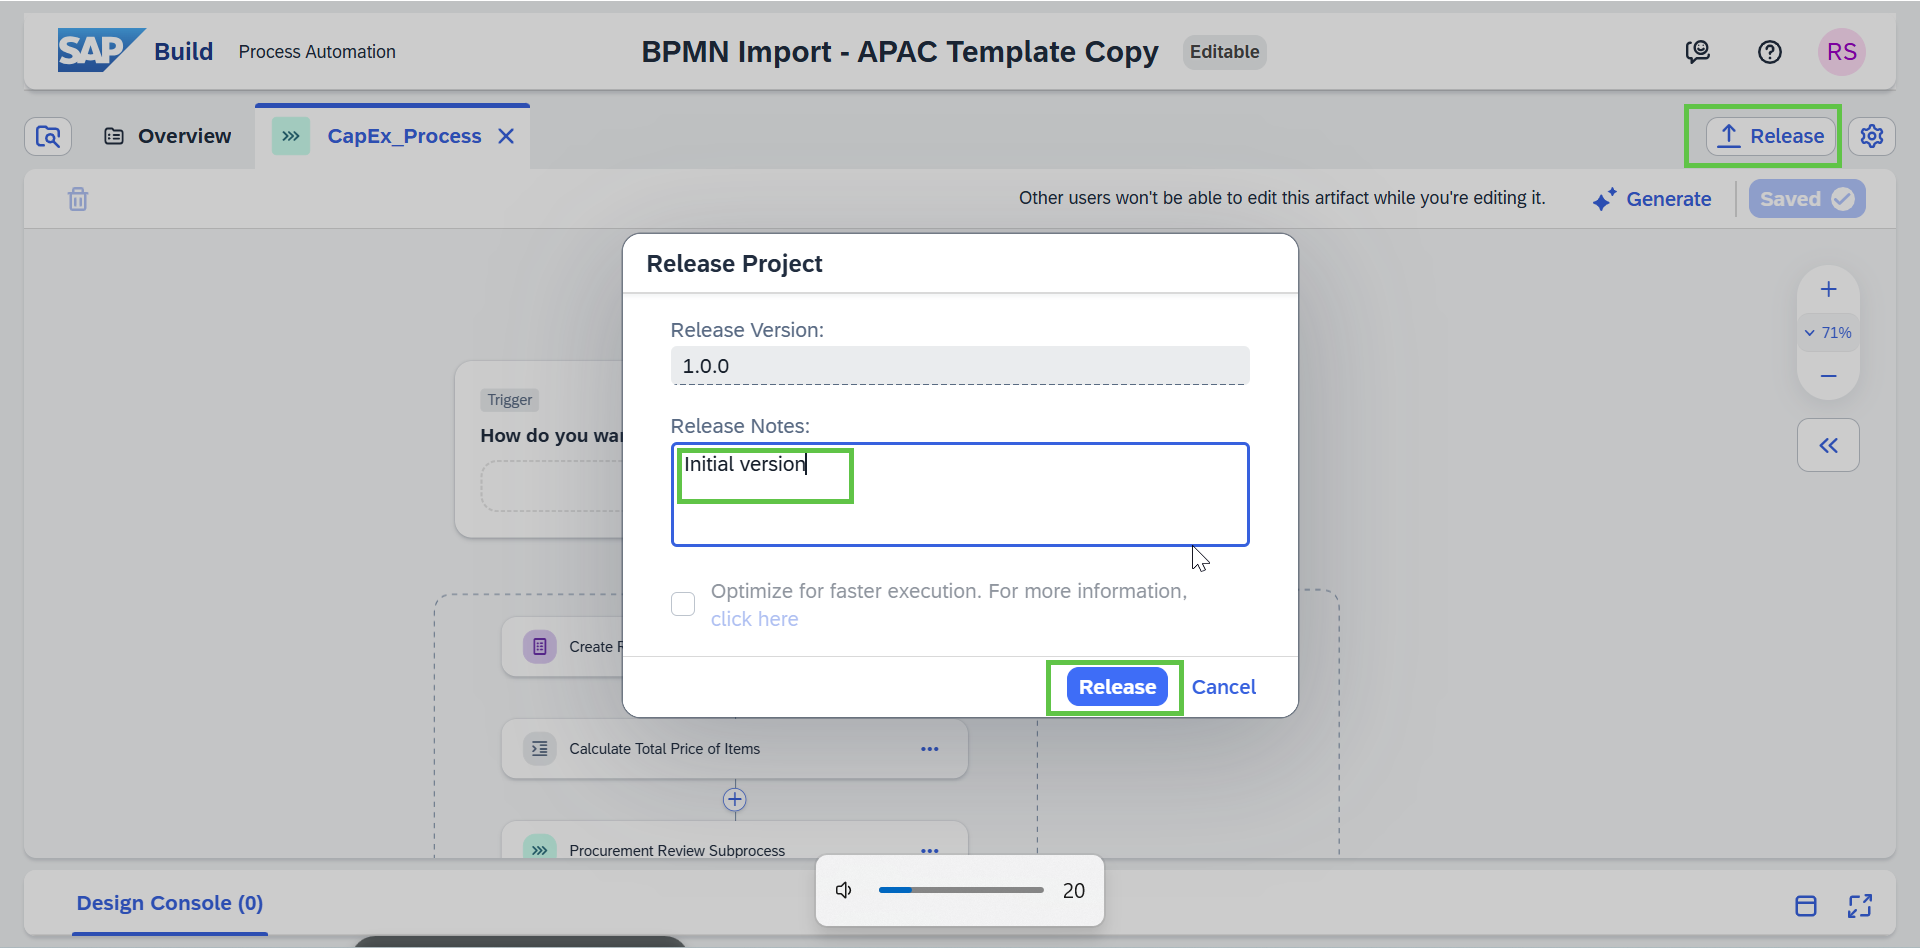 SAP Build Process Automation
BPMN Import - APAC Template Copy Editable
RS
Overview
CapEx_Process
Release
Other users won't be able to edit this artifact while you're editing it.
Generate
Saved
Release Project
Release Version:
1.0.0
Release Notes:
Initial version
Optimize for faster execution. For more information,
click here
Release Cancel
71%
Trigger
How do you wa
Create
Calculate Total Price of Items
Procurement Review Subprocess
Design Console (0)
20